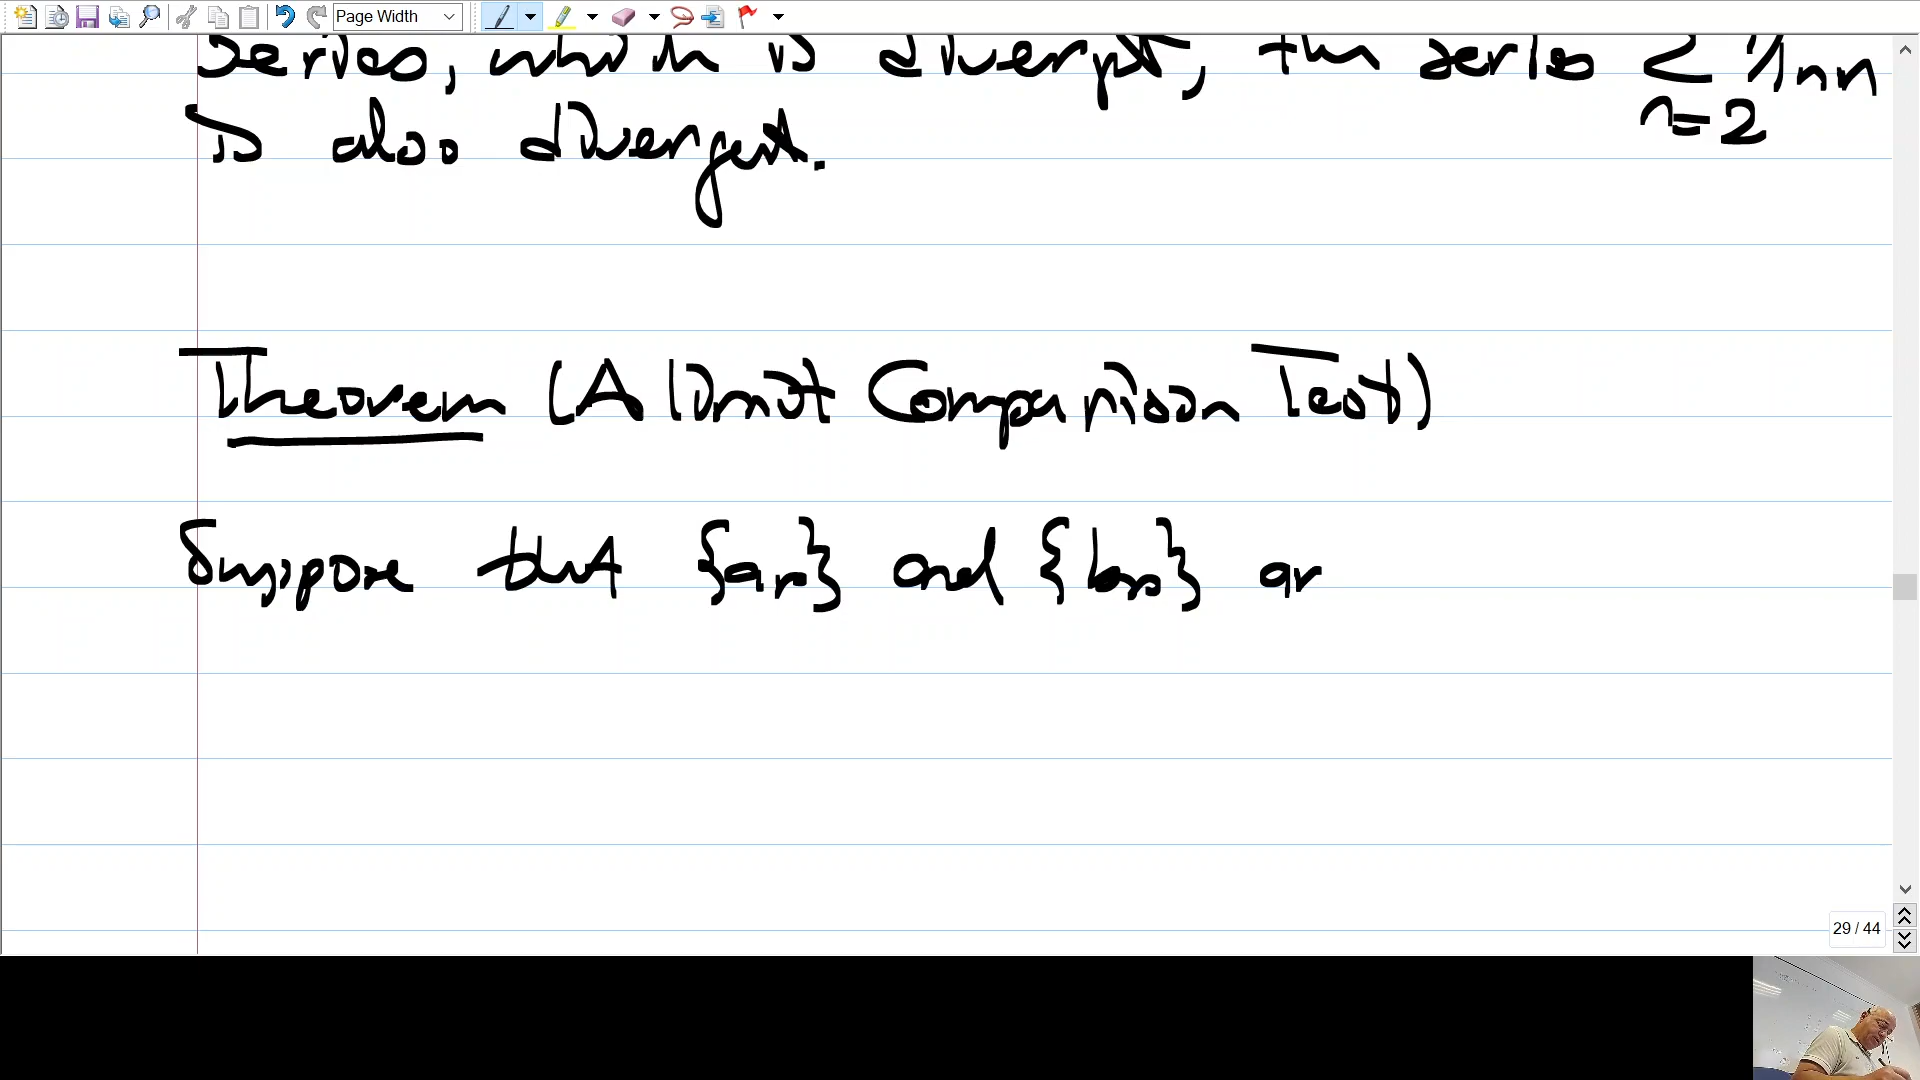 Page Width
series, which is divergent, the series Σ 1/ln n
n=2
is also divergent.
Theorem (A limit Comparison Test)
Suppose that {an} and {bn} ar
29 / 44